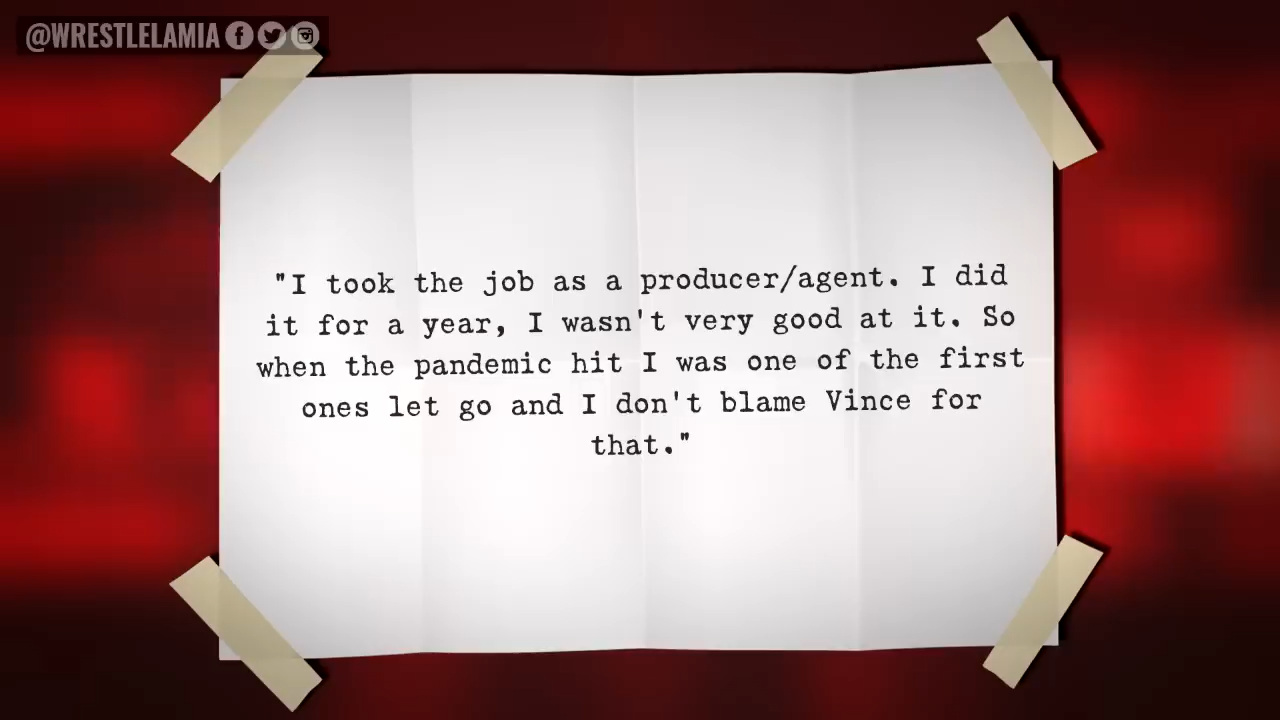 @WRESTLELAMIA
"I took the job as a producer/agent. I did
it for a year, I wasn't very good at it. So
when the pandemic hit I was one of the first
ones let go and I don't blame Vince for
that."